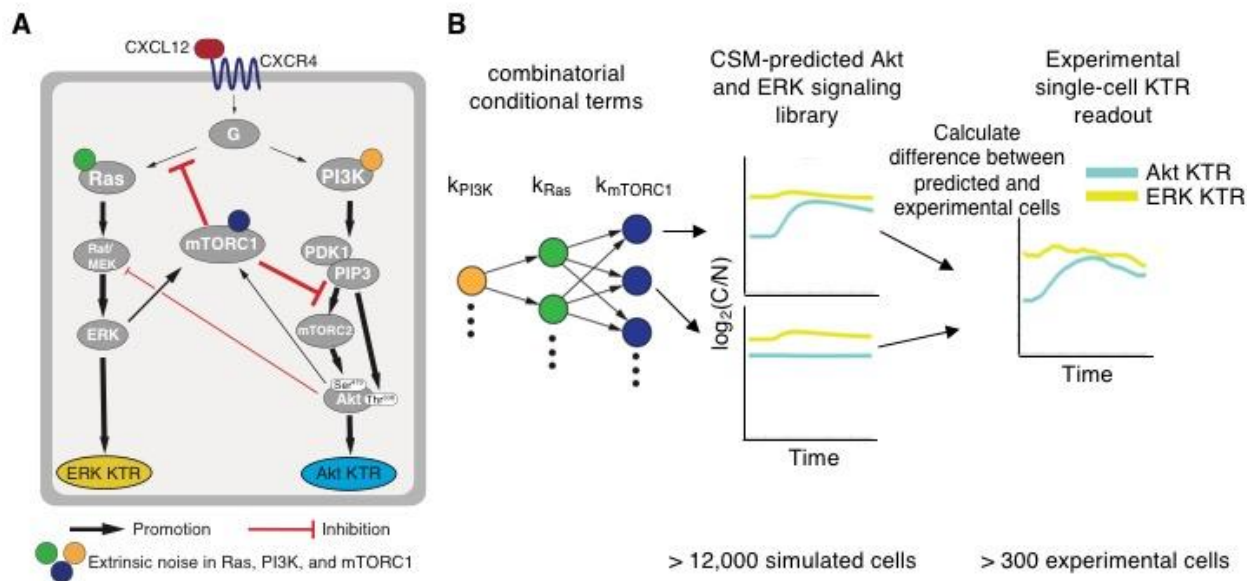 A
CXCL12
CXCR4
G
Ras
PI3K
mTORC1
Raf/
MEK
PDK1
PIP3
ERK
mTORC2
Ser473
Akt
Thr308
ERK KTR
Akt KTR
Promotion
Inhibition
Extrinsic noise in Ras, PI3K, and mTORC1
B
combinatorial
conditional terms
kPI3K
kRas
kmTORC1
CSM-predicted Akt
and ERK signaling
library
log2(C/N)
Time
Calculate
difference between
predicted and
experimental cells
Experimental
single-cell KTR
readout
Akt KTR
ERK KTR
Time
> 12,000 simulated cells
> 300 experimental cells